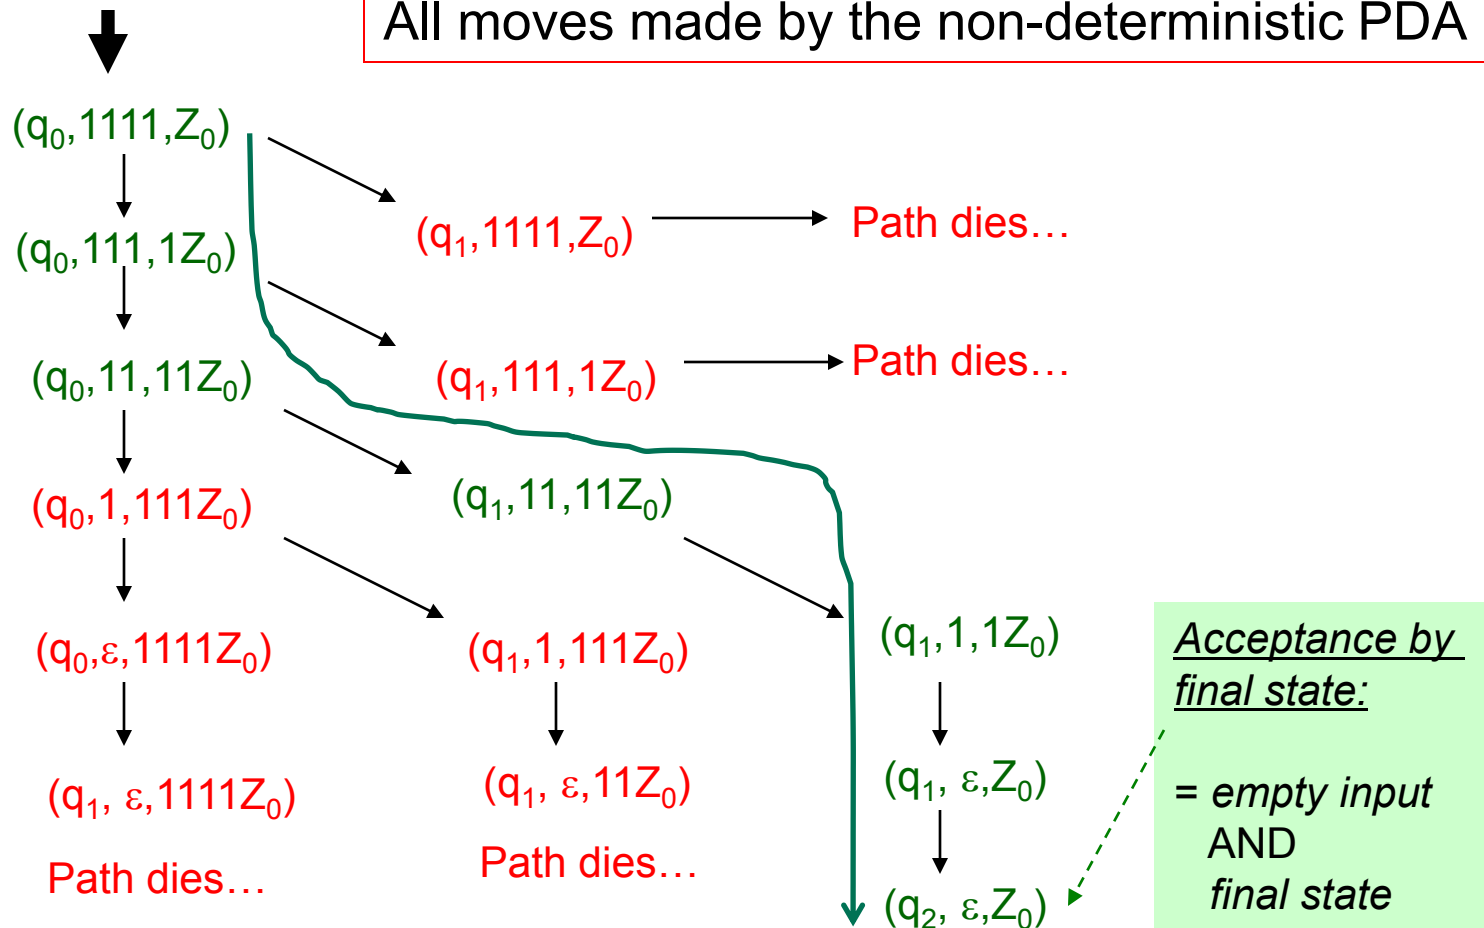 All moves made by the non-deterministic PDA
(q₀,1111,Z₀)
(q₁,1111,Z₀)
Path dies…
(q₀,111,1Z₀)
(q₁,111,1Z₀)
Path dies…
(q₀,11,11Z₀)
(q₁,11,11Z₀)
(q₀,1,111Z₀)
(q₁,1,1Z₀)
(q₀,ε,1111Z₀)
(q₁,1,111Z₀)
(q₁, ε,1111Z₀)
Path dies…
(q₁, ε,11Z₀)
Path dies…
(q₁, ε,Z₀)
(q₂, ε,Z₀)
Acceptance by
final state:
= empty input
AND
final state